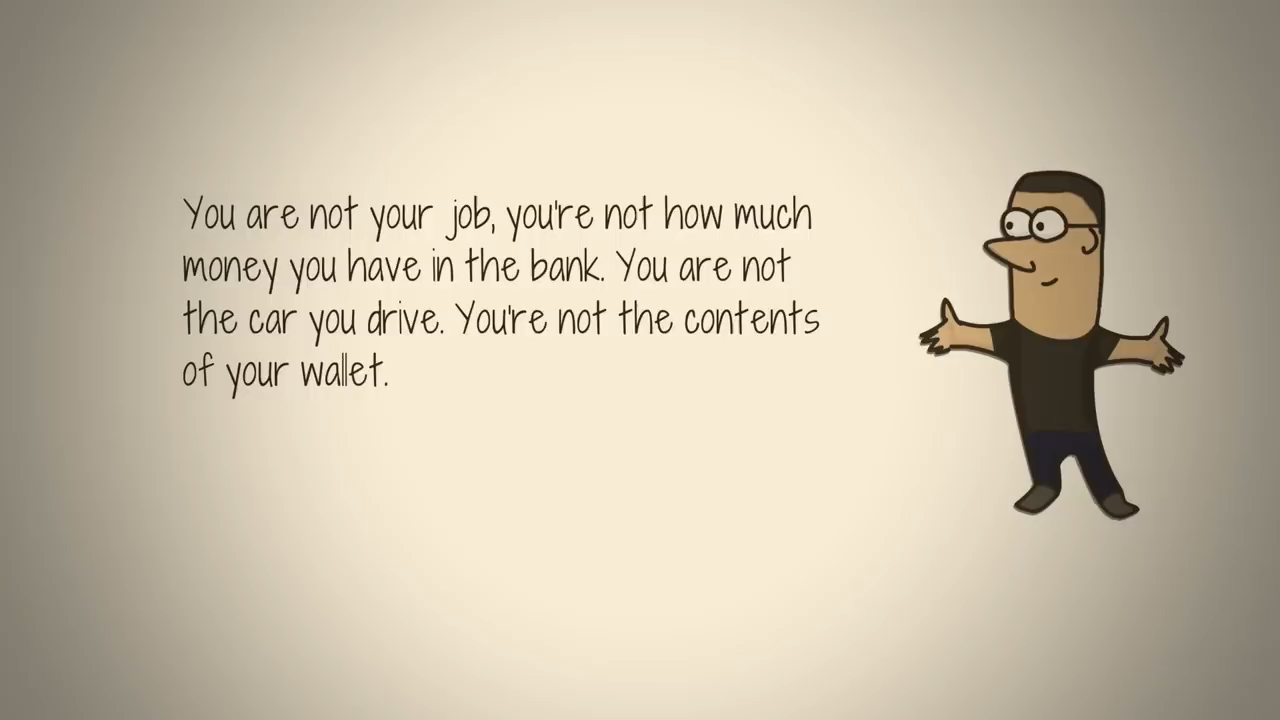 You are not your job, you're not how much
money you have in the bank. You are not
the car you drive. You're not the contents
of your wallet.